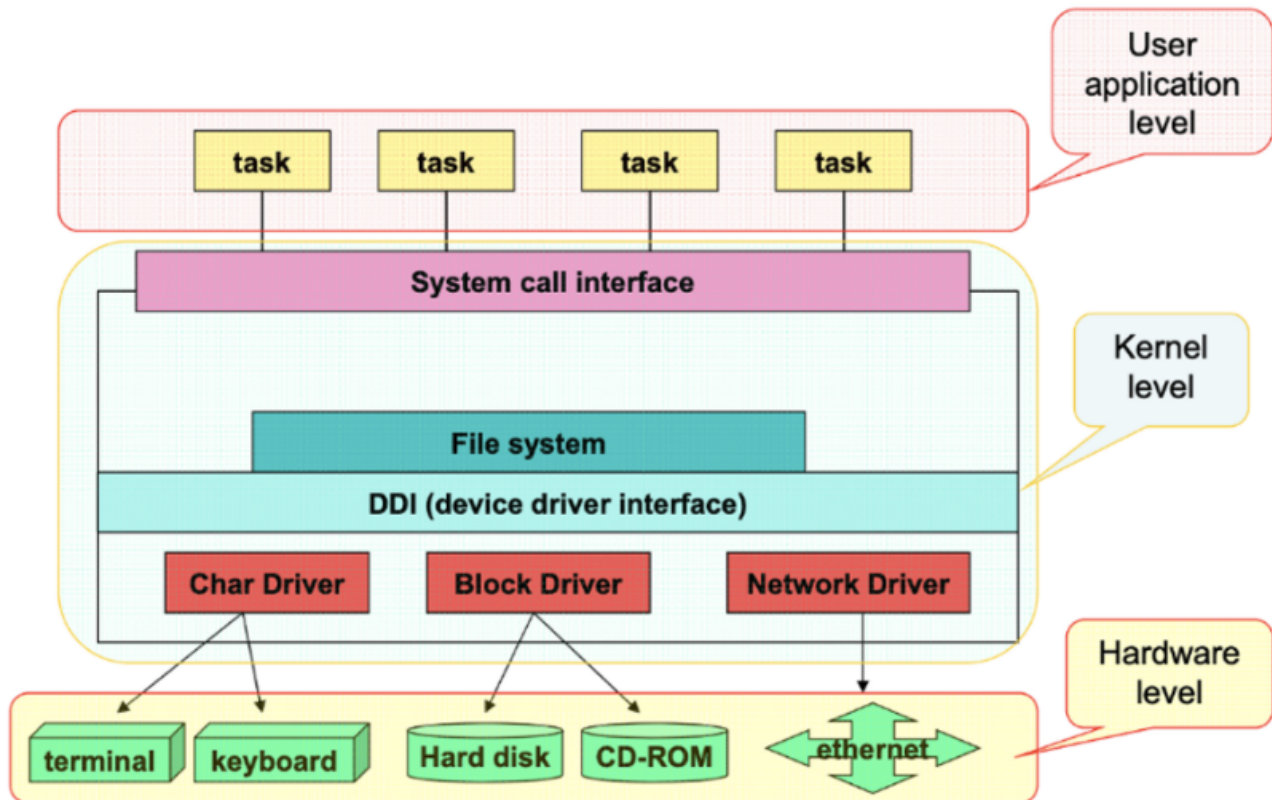 User
application
level
task
task
task
task
System call interface
Kernel
level
File system
DDI (device driver interface)
Char Driver
Block Driver
Network Driver
Hardware
level
terminal
keyboard
Hard disk
CD-ROM
ethernet